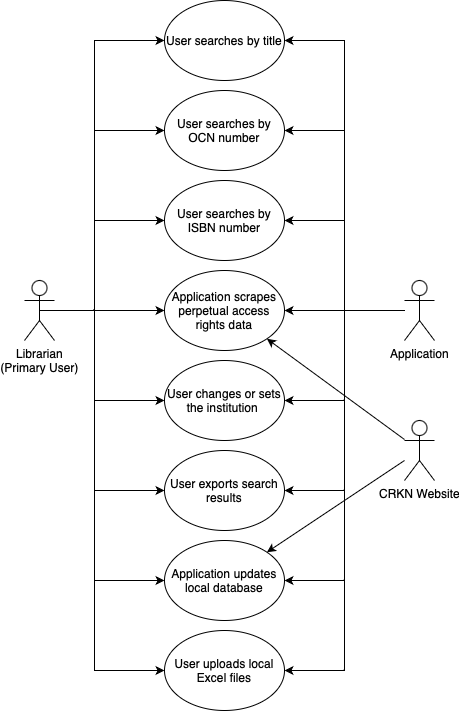 User searches by title
User searches by
OCN number
User searches by
ISBN number
Application scrapes
perpetual access
rights data
Librarian
(Primary User)
Application
User changes or sets
the institution
User exports search
results
CRKN Website
Application updates
local database
User uploads local
Excel files